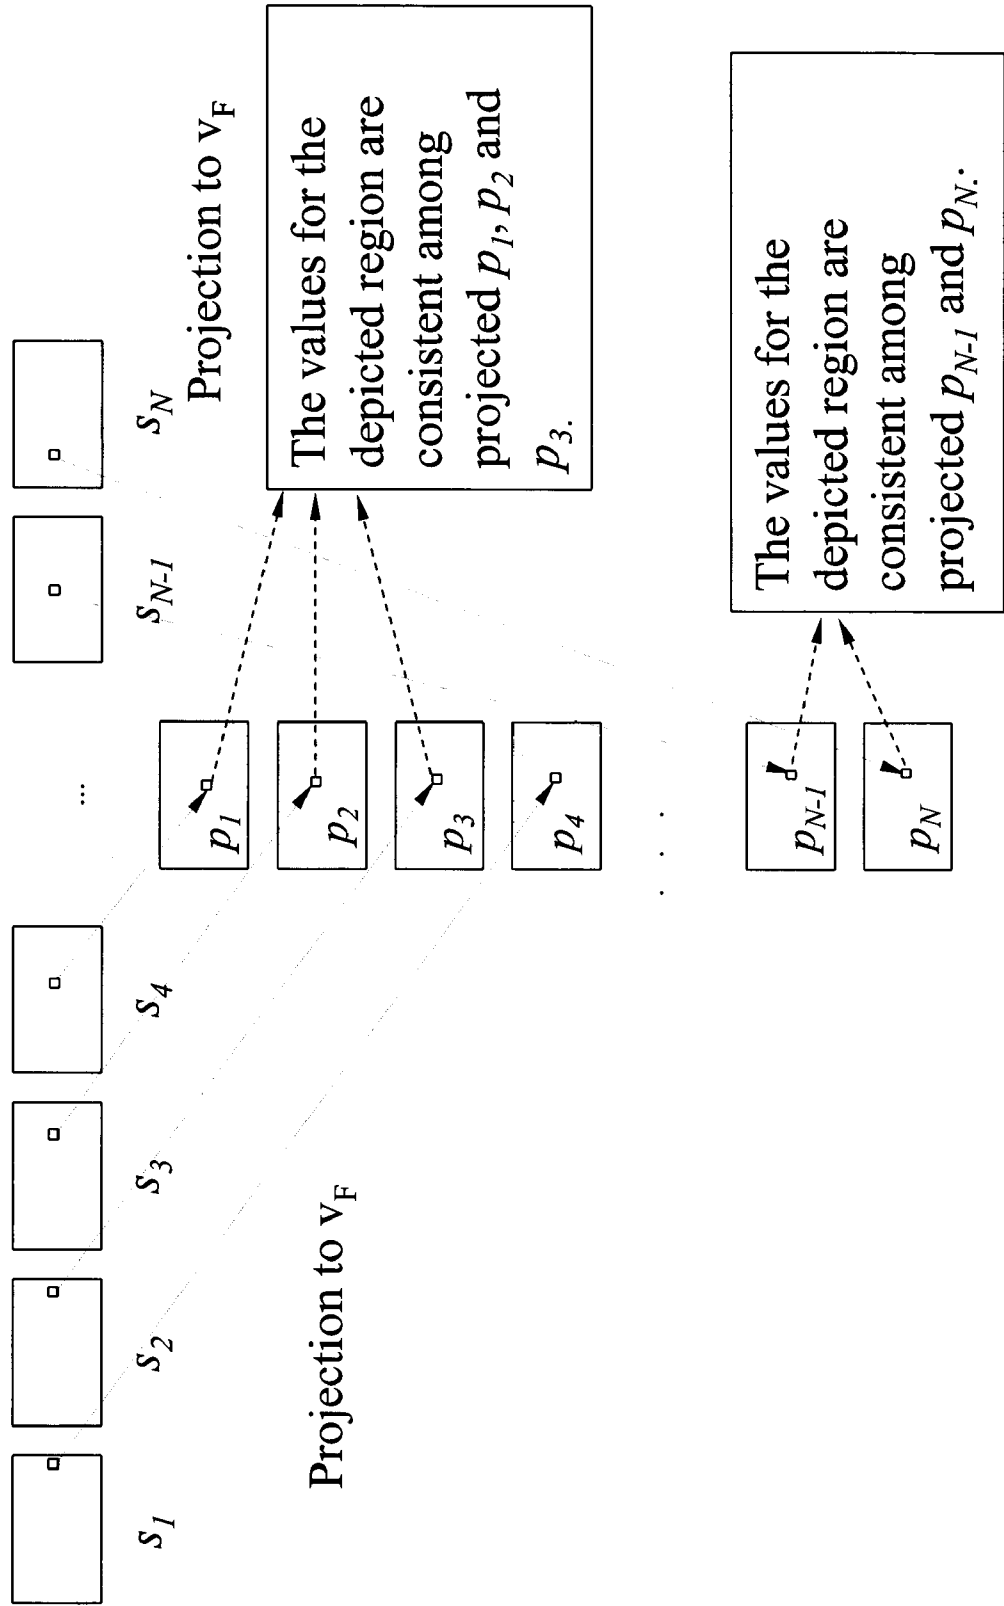 s1
s2
s3
s4
...
sN-1
sN
Projection to vF
Projection to vF
p1
p2
p3
p4
. . .
pN-1
pN
The values for the
depicted region are
consistent among
projected p1, p2 and
p3.
The values for the
depicted region are
consistent among
projected pN-1 and pN.